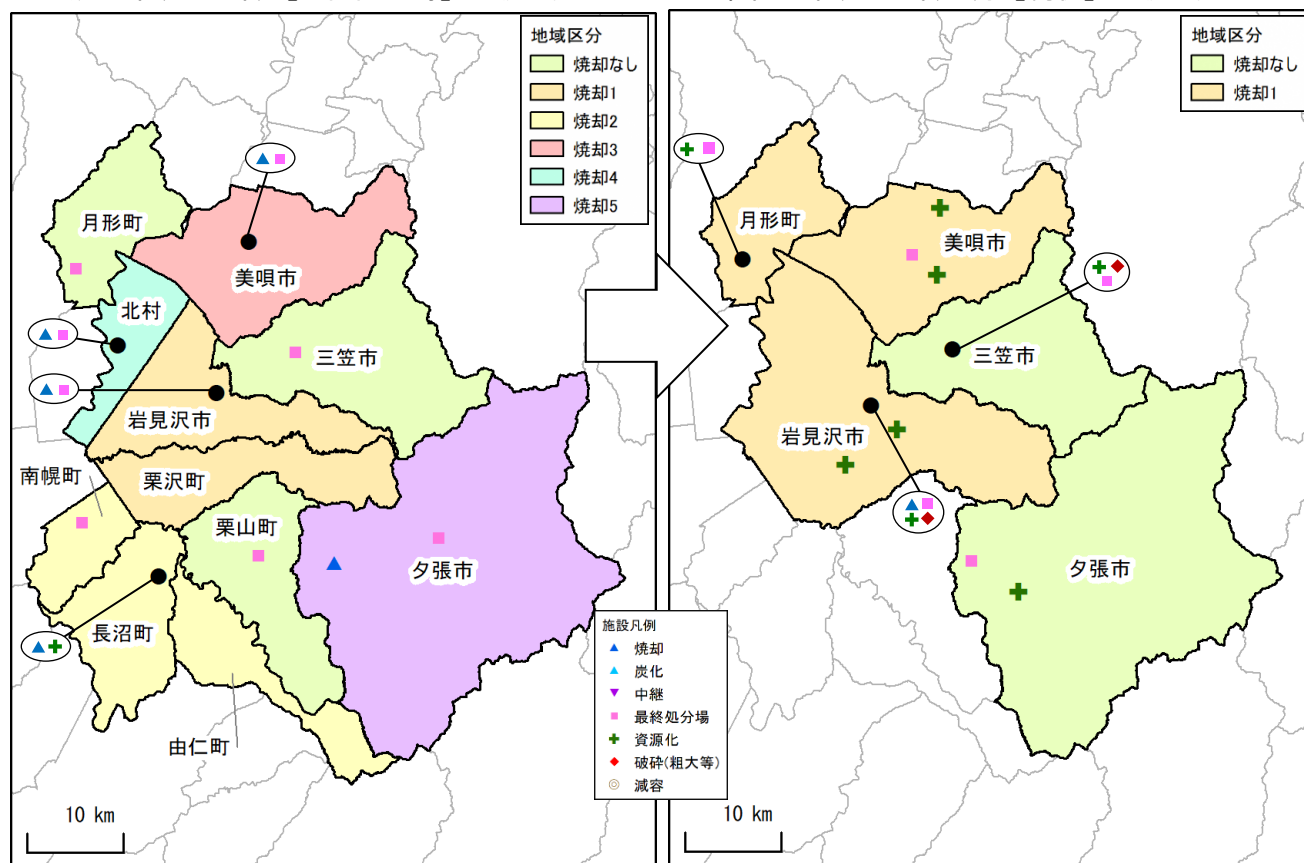 地域区分
焼却なし
焼却1
焼却2
焼却3
焼却4
焼却5
月形町
美唄市
北村
三笠市
岩見沢市
栗沢町
南幌町
栗山町
夕張市
長沼町
由仁町
10 km
地域区分
焼却なし
焼却1
月形町
美唄市
三笠市
岩見沢市
夕張市
施設凡例
焼却
炭化
中継
最終処分場
資源化
破砕(粗大等)
減容
10 km